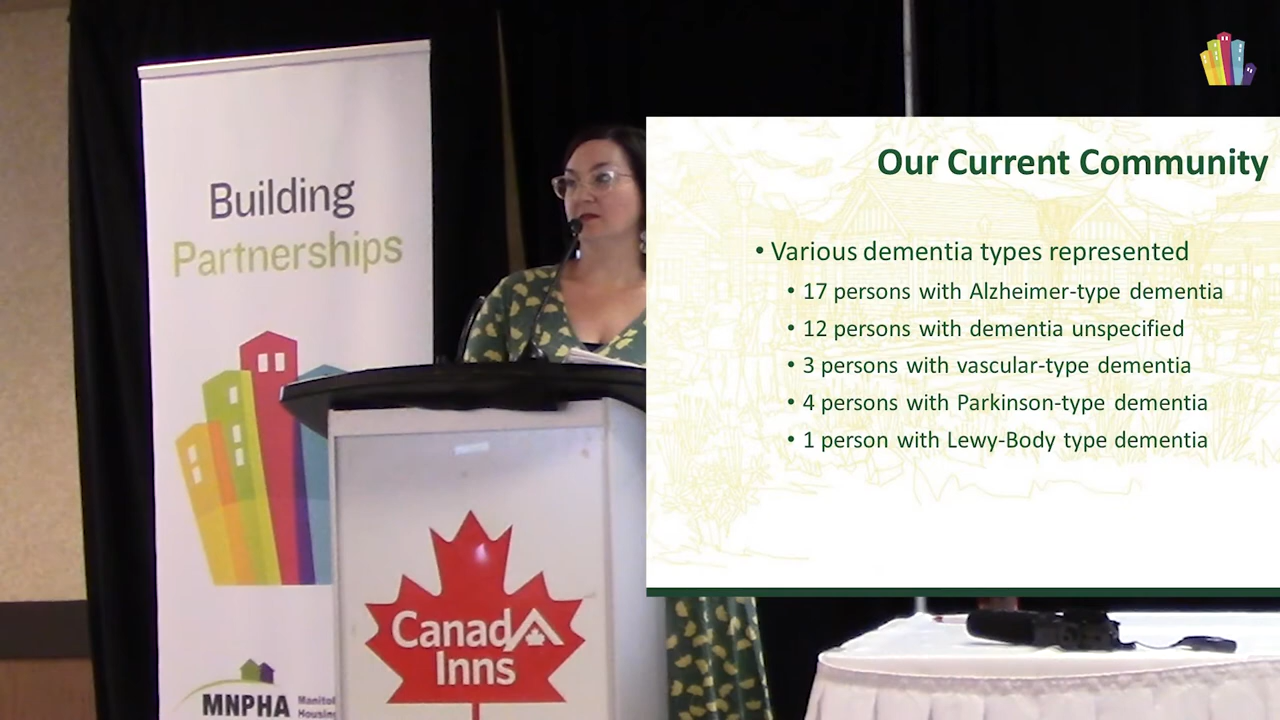 Building
Partnerships
MNPHA
Our Current Community
• Various dementia types represented
• 17 persons with Alzheimer-type dementia
• 12 persons with dementia unspecified
• 3 persons with vascular-type dementia
• 4 persons with Parkinson-type dementia
• 1 person with Lewy-Body type dementia
Canad
Inns